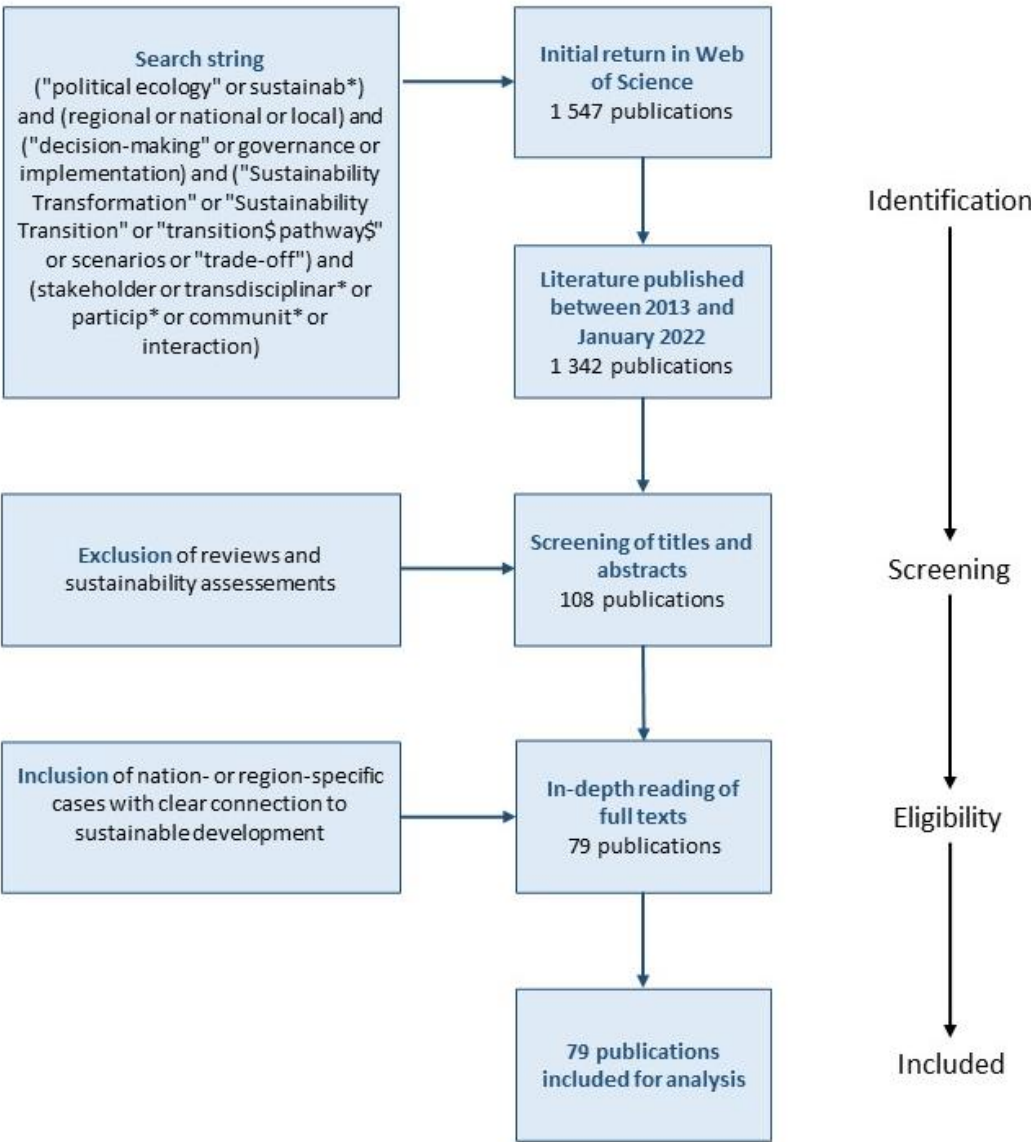 Search string
("political ecology" or sustainab*)
and (regional or national or local) and
("decision-making" or governance or
implementation) and ("Sustainability
Transformation" or "Sustainability
Transition" or "transition$ pathway$"
or scenarios or "trade-off") and
(stakeholder or transdisciplinar* or
particip* or communit* or
interaction)
Initial return in Web
of Science
1 547 publications
Identification
Literature published
between 2013 and
January 2022
1 342 publications
Exclusion of reviews and
sustainability assessements
Screening of titles and
abstracts
108 publications
Screening
Inclusion of nation- or region-specific
cases with clear connection to
sustainable development
In-depth reading of
full texts
79 publications
Eligibility
79 publications
included for analysis
Included